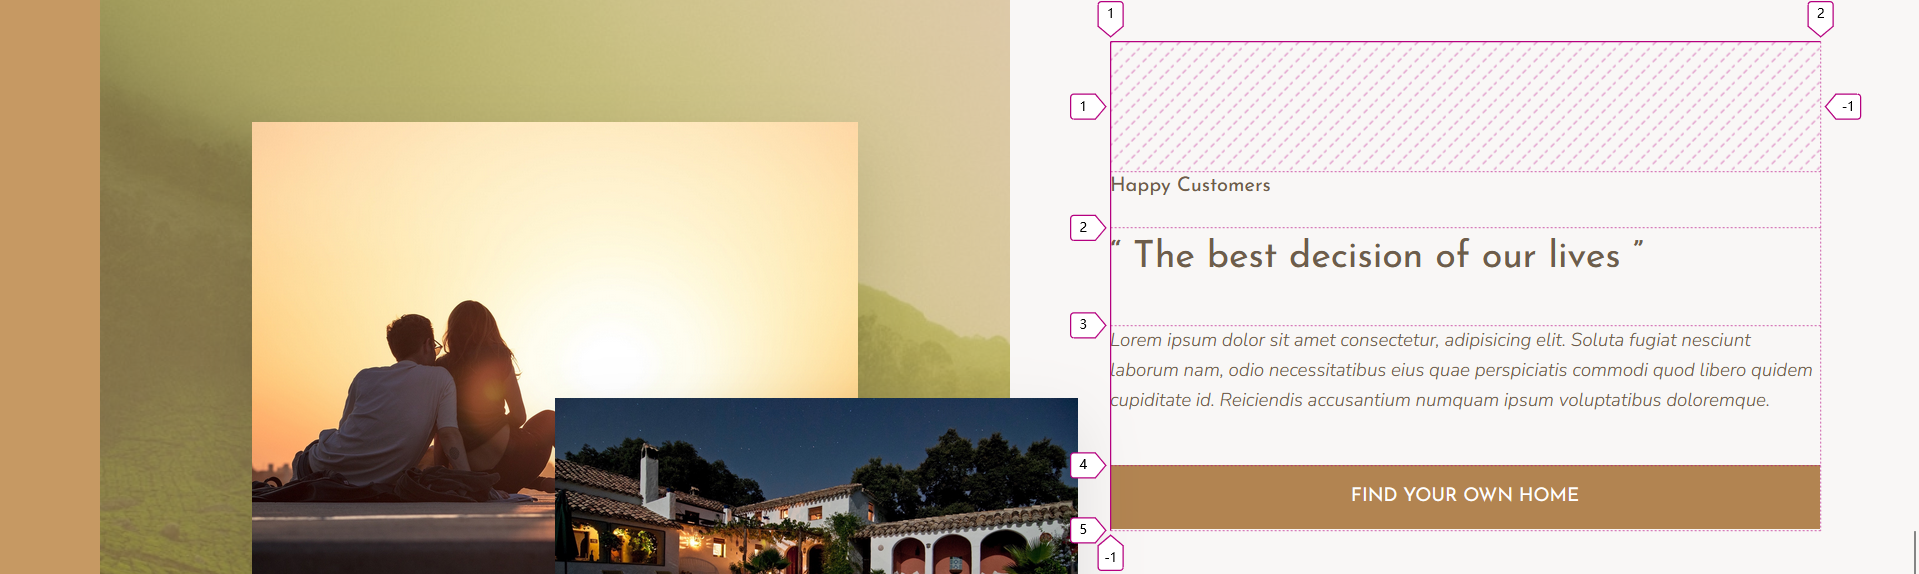 1
2
1
-1
Happy Customers
2
“ The best decision of our lives ”
3
Lorem ipsum dolor sit amet consectetur, adipisicing elit. Soluta fugiat nesciunt
laborum nam, odio necessitatibus eius quae perspiciatis commodi quod libero quidem
cupiditate id. Reiciendis accusantium numquam ipsum voluptatibus doloremque.
4
FIND YOUR OWN HOME
5
-1